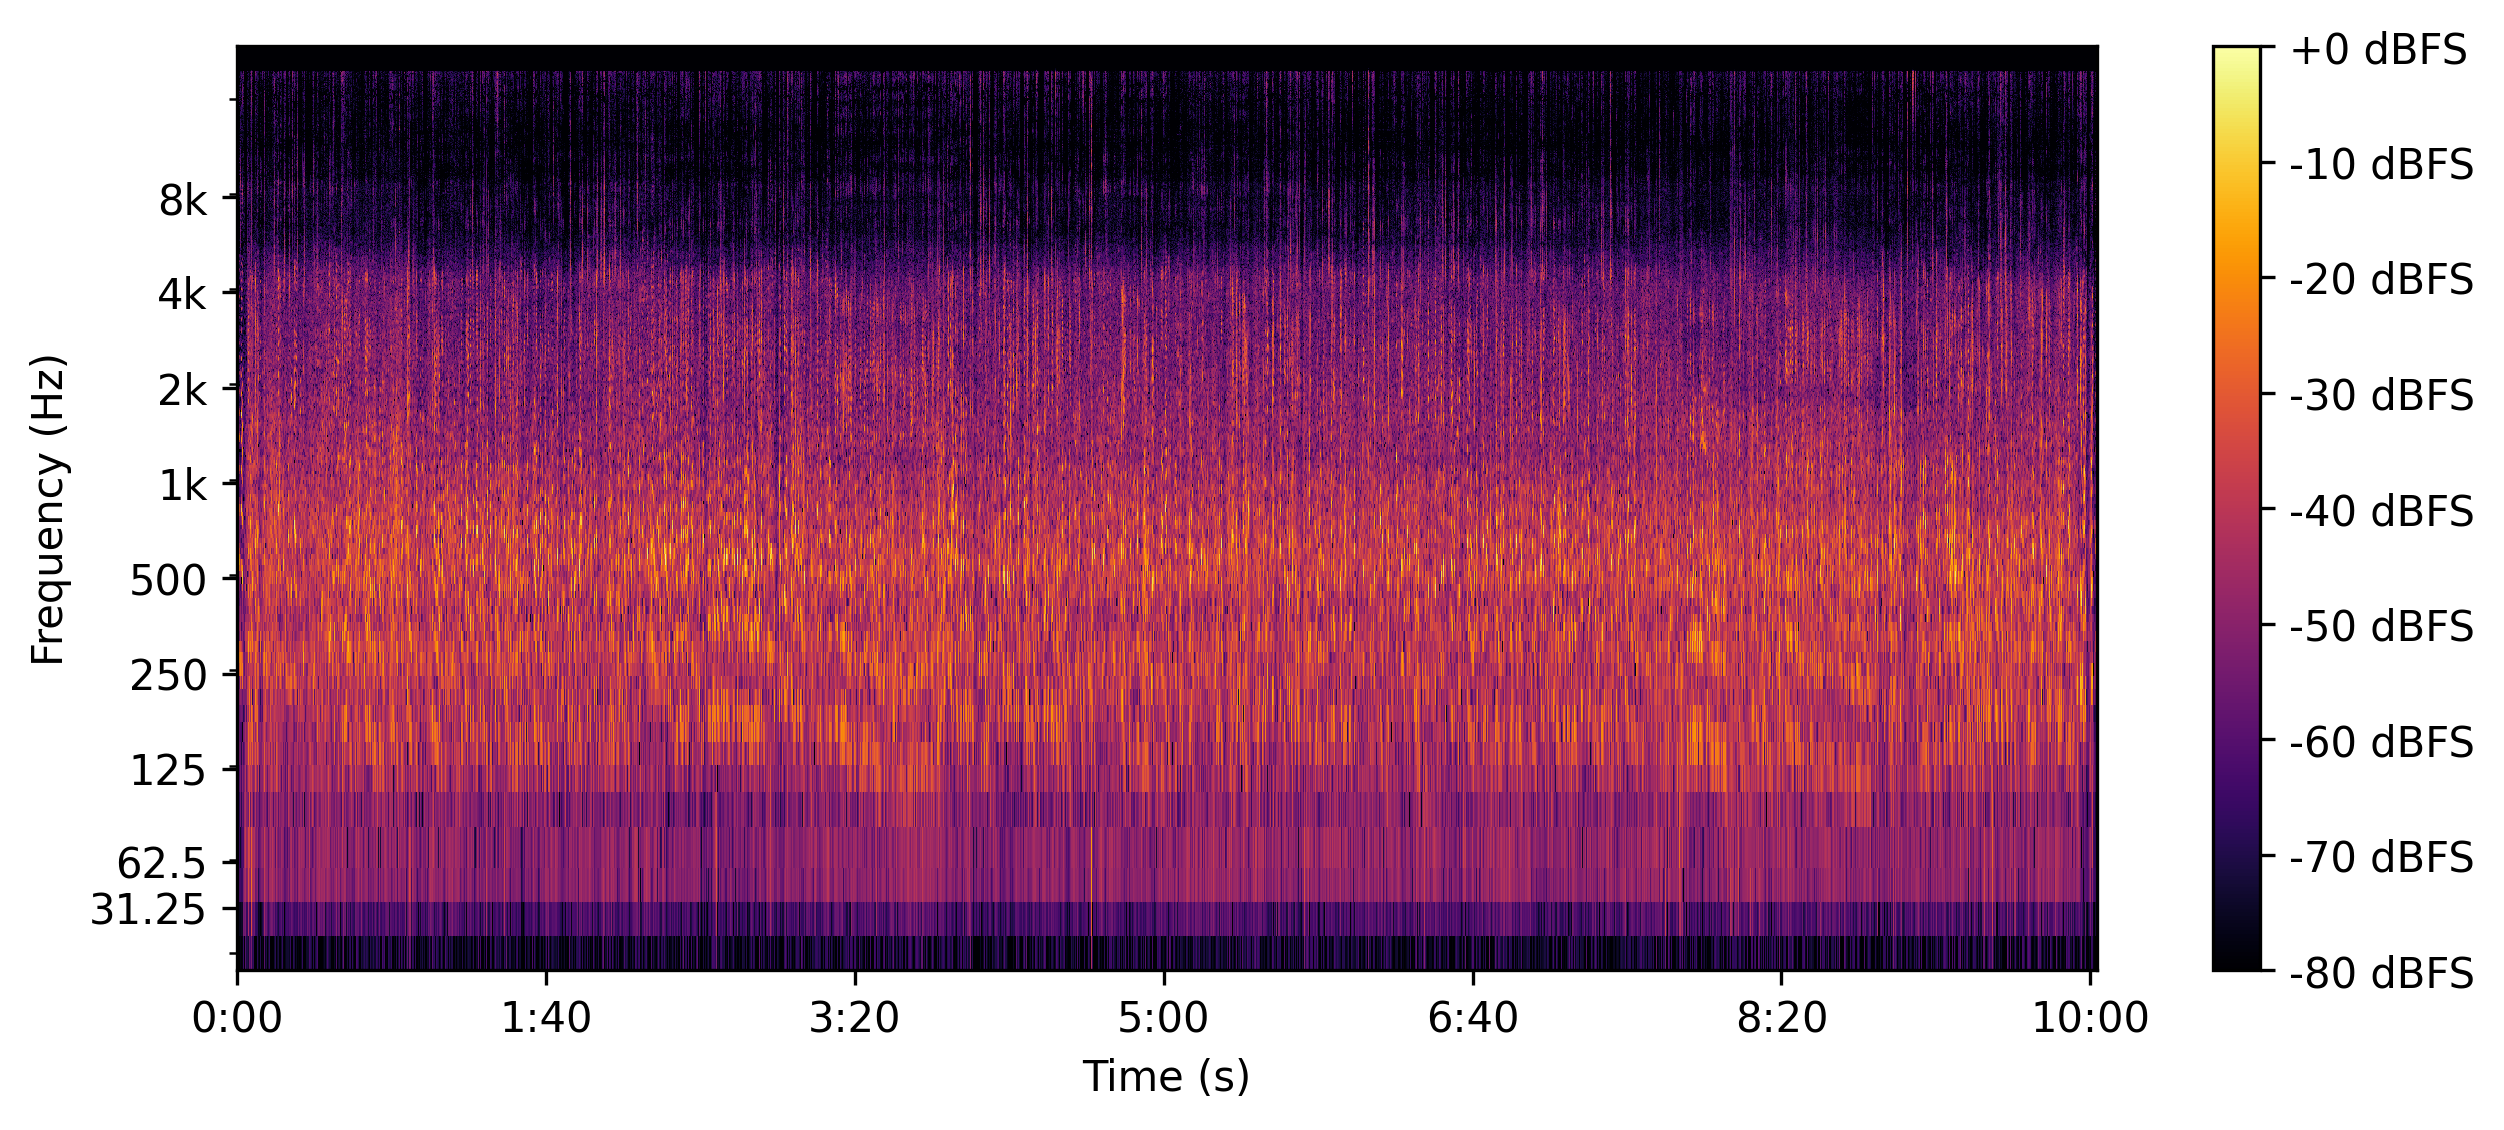 +0 dBFS
-10 dBFS
-20 dBFS
-30 dBFS
-40 dBFS
-50 dBFS
-60 dBFS
-70 dBFS
-80 dBFS
Frequency (Hz)
8k
4k
2k
1k
500
250
125
62.5
31.25
0:00 1:40 3:20 5:00 6:40 8:20 10:00
Time (s)